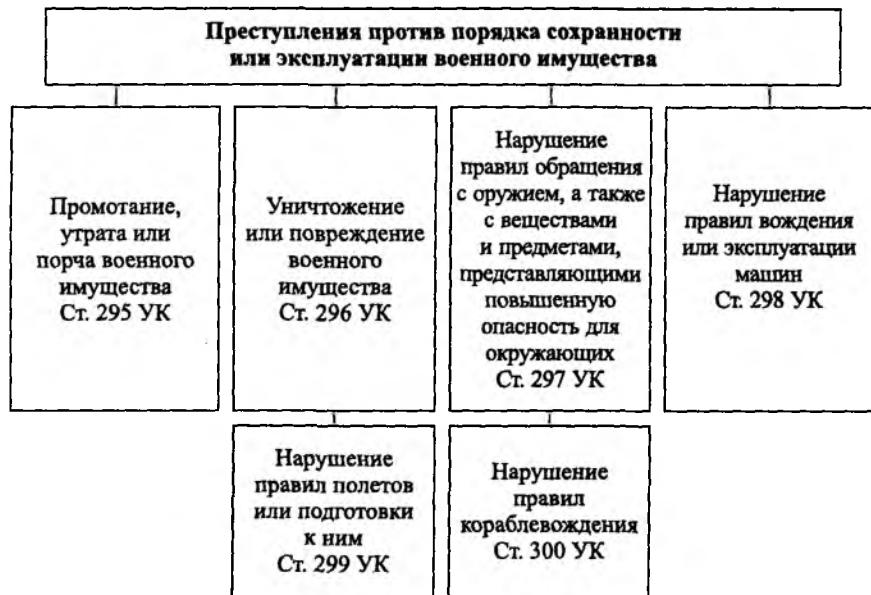 Преступления против порядка сохранности
или эксплуатации военного имущества
Промотание,
утрата или
порча военного
имущества
Ст. 295 УК
Уничтожение
или повреждение
военного
имущества
Ст. 296 УК
Нарушение
правил обращения
с оружием, а также
с веществами
и предметами,
представляющими
повышенную
опасность для
окружающих
Ст. 297 УК
Нарушение
правил вождения
или эксплуатации
машин
Ст. 298 УК
Нарушение
правил полетов
или подготовки
к ним
Ст. 299 УК
Нарушение
правил
кораблевождения
Ст. 300 УК